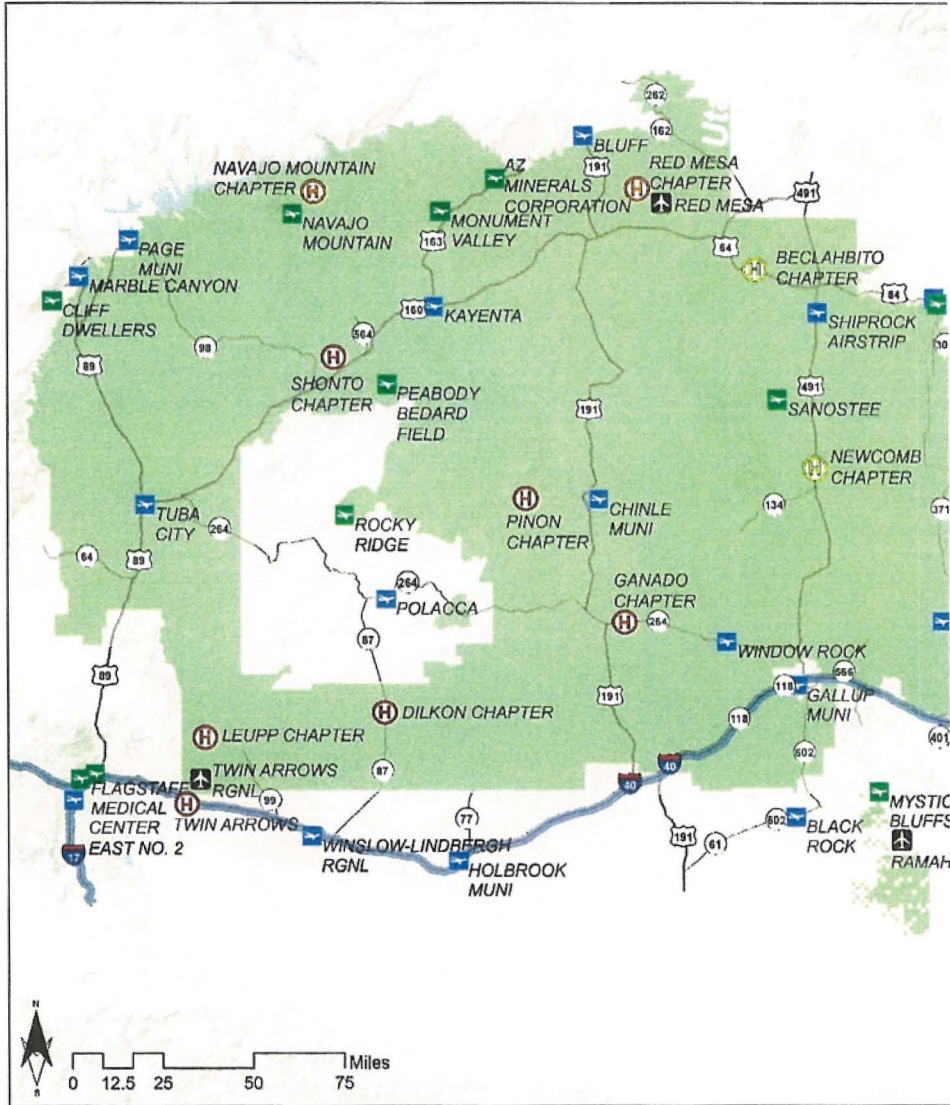 262
162
Ut
BLUFF
191
RED MESA
CHAPTER
RED MESA
491
NAVAJO MOUNTAIN
CHAPTER
H
AZ
MINERALS
CORPORATION
H
NAVAJO
MOUNTAIN
MONUMENT
VALLEY
163
64
H
BECLAHBITO
CHAPTER
PAGE
MUNI
MARBLE CANYON
CLIFF
DWELLERS
160
KAYENTA
64
SHIPROCK
AIRSTRIP
30
98
564
H
SHONTO
CHAPTER
89
PEABODY
BEDARD
FIELD
191
491
SANOSTEE
H
NEWCOMB
CHAPTER
TUBA
CITY
264
ROCKY
RIDGE
H
PINON
CHAPTER
CHINLE
MUNI
134
371
64
89
264
POLACCA
87
GANADO
CHAPTER
H
264
WINDOW ROCK
89
191
118
118
566
GALLUP
MUNI
H
DILKON CHAPTER
H
LEUPP CHAPTER
87
TWIN ARROWS
RGNL
40
40
602
401
FLAGSTAFF
MEDICAL
CENTER
EAST NO. 2
17
H
TWIN ARROWS
99
77
WINSLOW-LINDBERGH
RGNL
HOLBROOK
MUNI
191
61
602
BLACK
ROCK
MYSTIC
BLUFFS
RAMAH
N
S
0 12.5 25 50 75
Miles